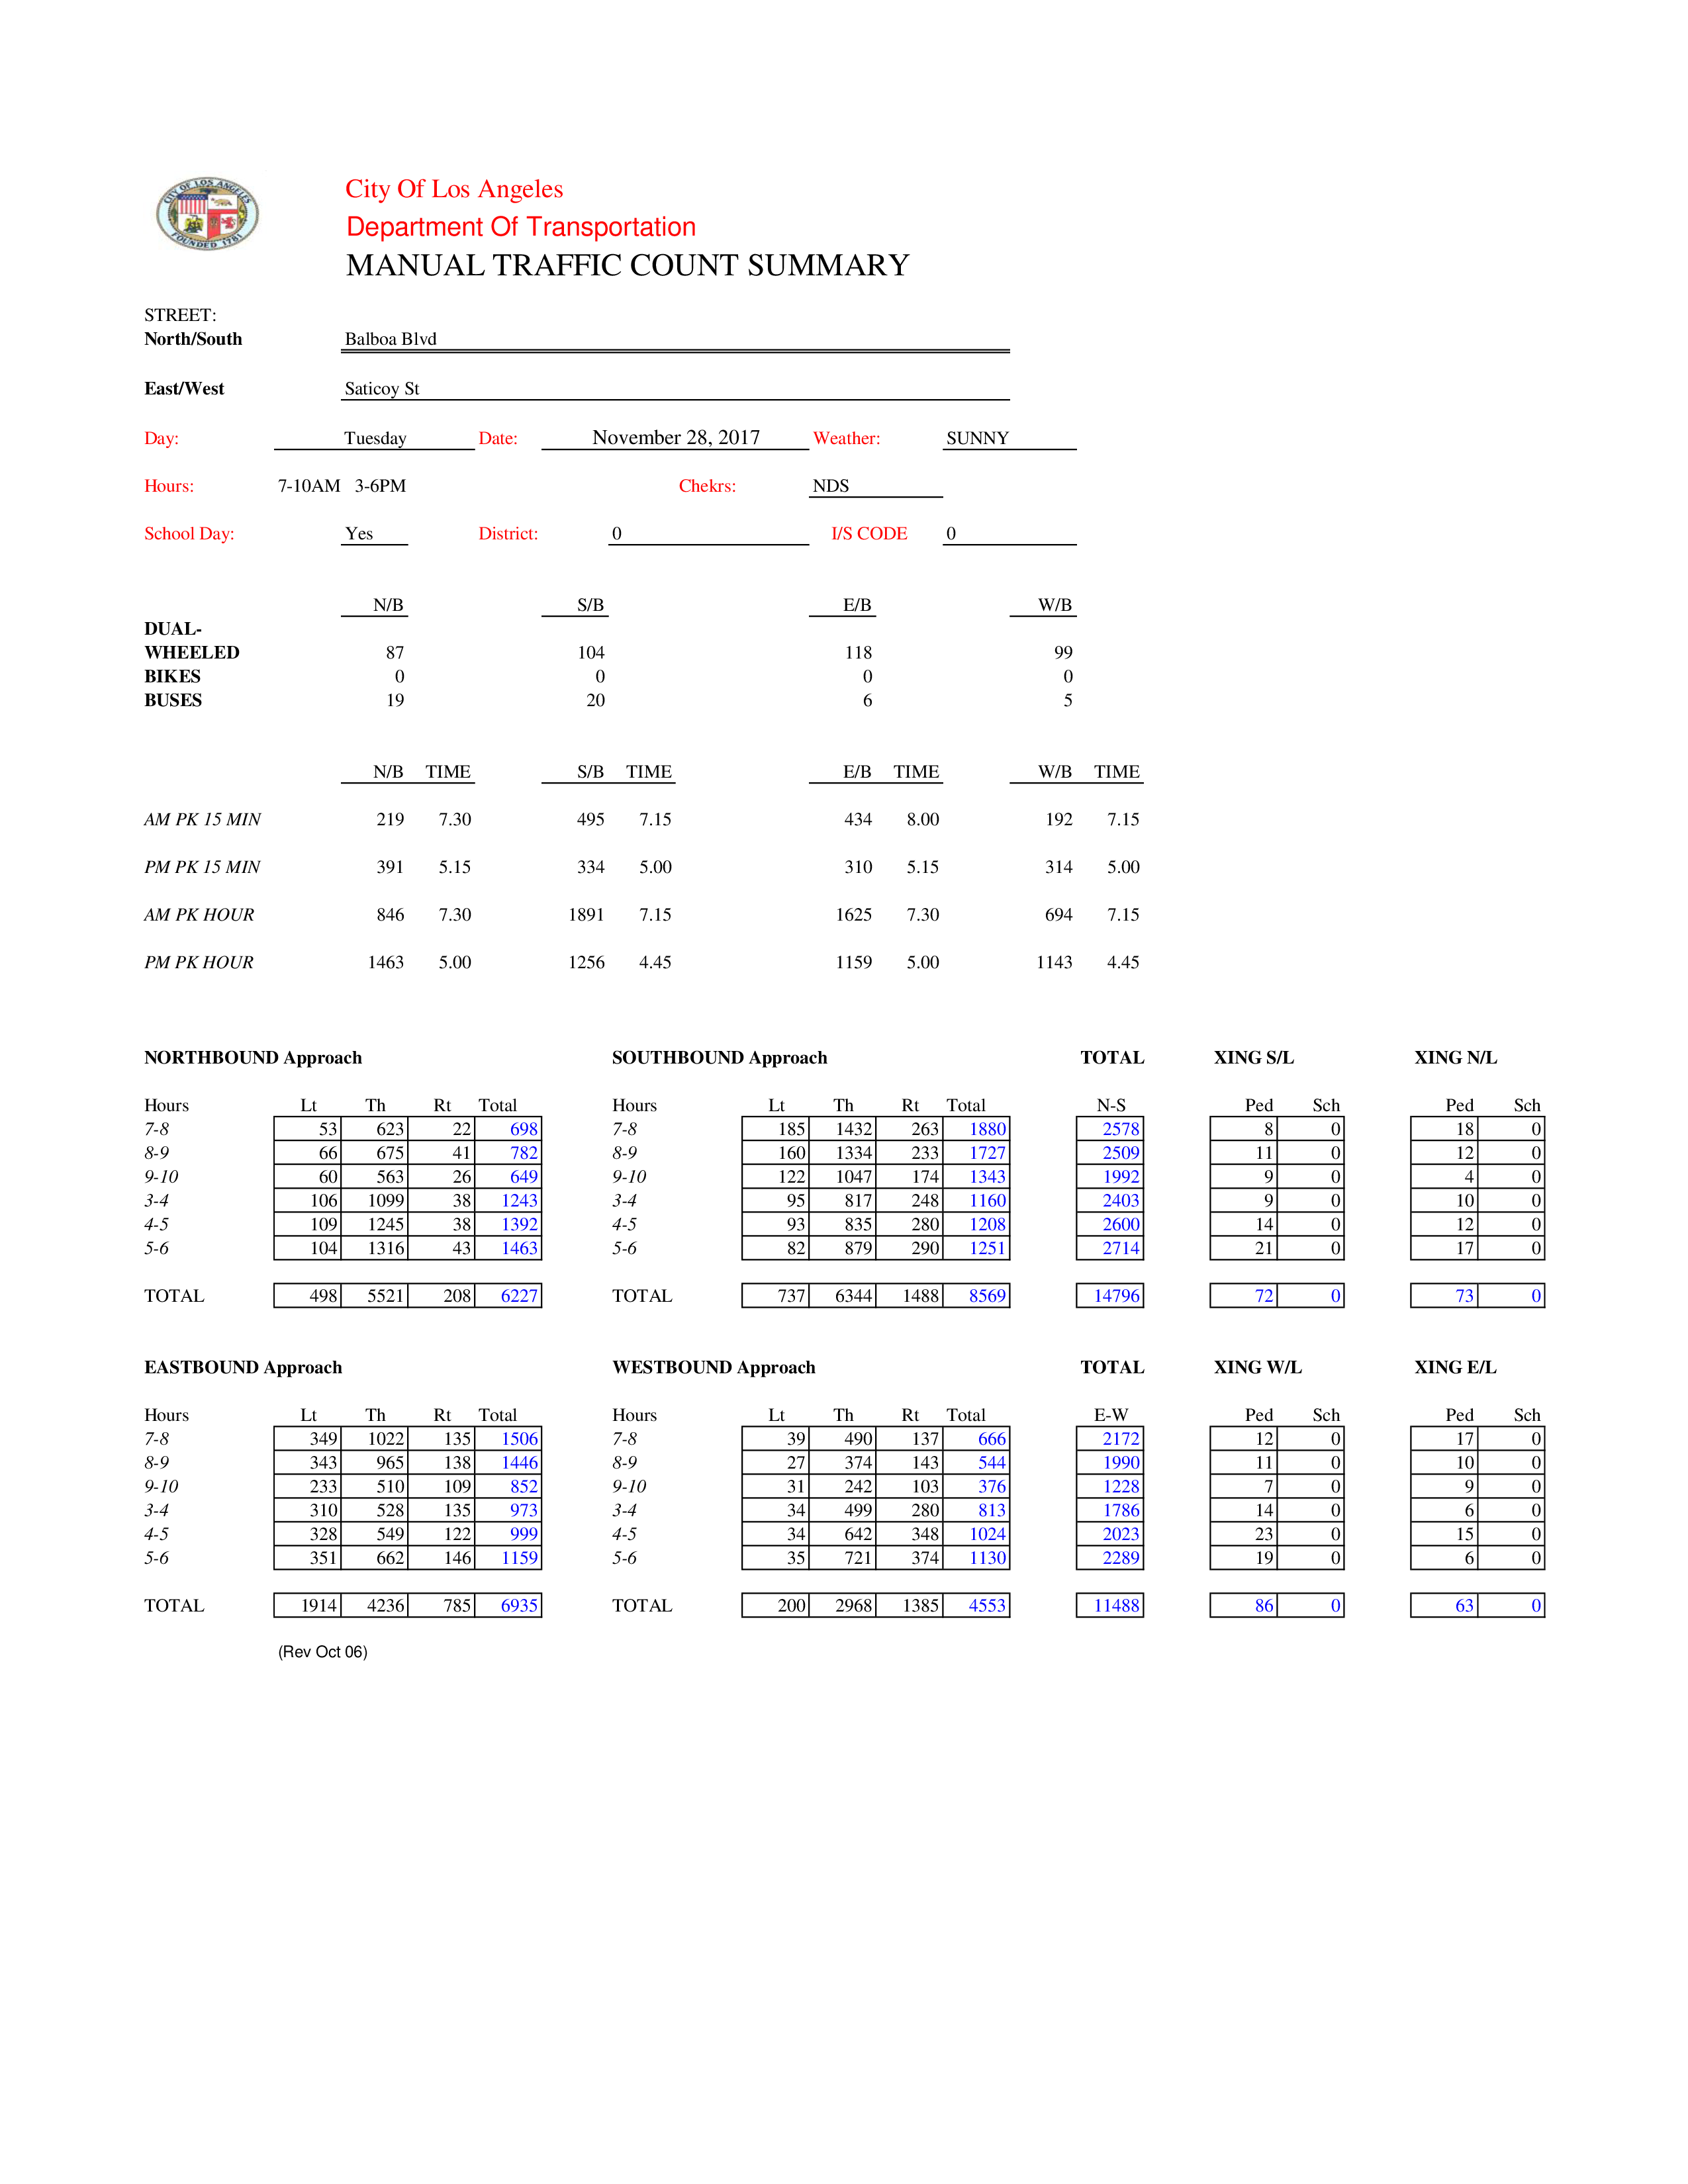 CITY OF LOS ANGELES
FOUNDED 1781
City Of Los Angeles
Department Of Transportation
MANUAL TRAFFIC COUNT SUMMARY
STREET:
North/South Balboa Blvd
East/West Saticoy St
Day: Tuesday Date: November 28, 2017 Weather: SUNNY
Hours: 7-10AM 3-6PM Chekrs: NDS
School Day: Yes District: 0 I/S CODE 0
N/B S/B E/B W/B
DUAL-
WHEELED 87 104 118 99
BIKES 0 0 0 0
BUSES 19 20 6 5
N/B TIME S/B TIME E/B TIME W/B TIME
AM PK 15 MIN 219 7.30 495 7.15 434 8.00 192 7.15
PM PK 15 MIN 391 5.15 334 5.00 310 5.15 314 5.00
AM PK HOUR 846 7.30 1891 7.15 1625 7.30 694 7.15
PM PK HOUR 1463 5.00 1256 4.45 1159 5.00 1143 4.45
NORTHBOUND Approach SOUTHBOUND Approach TOTAL XING S/L XING N/L
Hours Lt Th Rt Total Hours Lt Th Rt Total N-S Ped Sch Ped Sch
7-8 53 623 22 698 7-8 185 1432 263 1880 2578 8 0 18 0
8-9 66 675 41 782 8-9 160 1334 233 1727 2509 11 0 12 0
9-10 60 563 26 649 9-10 122 1047 174 1343 1992 9 0 4 0
3-4 106 1099 38 1243 3-4 95 817 248 1160 2403 9 0 10 0
4-5 109 1245 38 1392 4-5 93 835 280 1208 2600 14 0 12 0
5-6 104 1316 43 1463 5-6 82 879 290 1251 2714 21 0 17 0
TOTAL 498 5521 208 6227 TOTAL 737 6344 1488 8569 14796 72 0 73 0
EASTBOUND Approach WESTBOUND Approach TOTAL XING W/L XING E/L
Hours Lt Th Rt Total Hours Lt Th Rt Total E-W Ped Sch Ped Sch
7-8 349 1022 135 1506 7-8 39 490 137 666 2172 12 0 17 0
8-9 343 965 138 1446 8-9 27 374 143 544 1990 11 0 10 0
9-10 233 510 109 852 9-10 31 242 103 376 1228 7 0 9 0
3-4 310 528 135 973 3-4 34 499 280 813 1786 14 0 6 0
4-5 328 549 122 999 4-5 34 642 348 1024 2023 23 0 15 0
5-6 351 662 146 1159 5-6 35 721 374 1130 2289 19 0 6 0
TOTAL 1914 4236 785 6935 TOTAL 200 2968 1385 4553 11488 86 0 63 0
(Rev Oct 06)